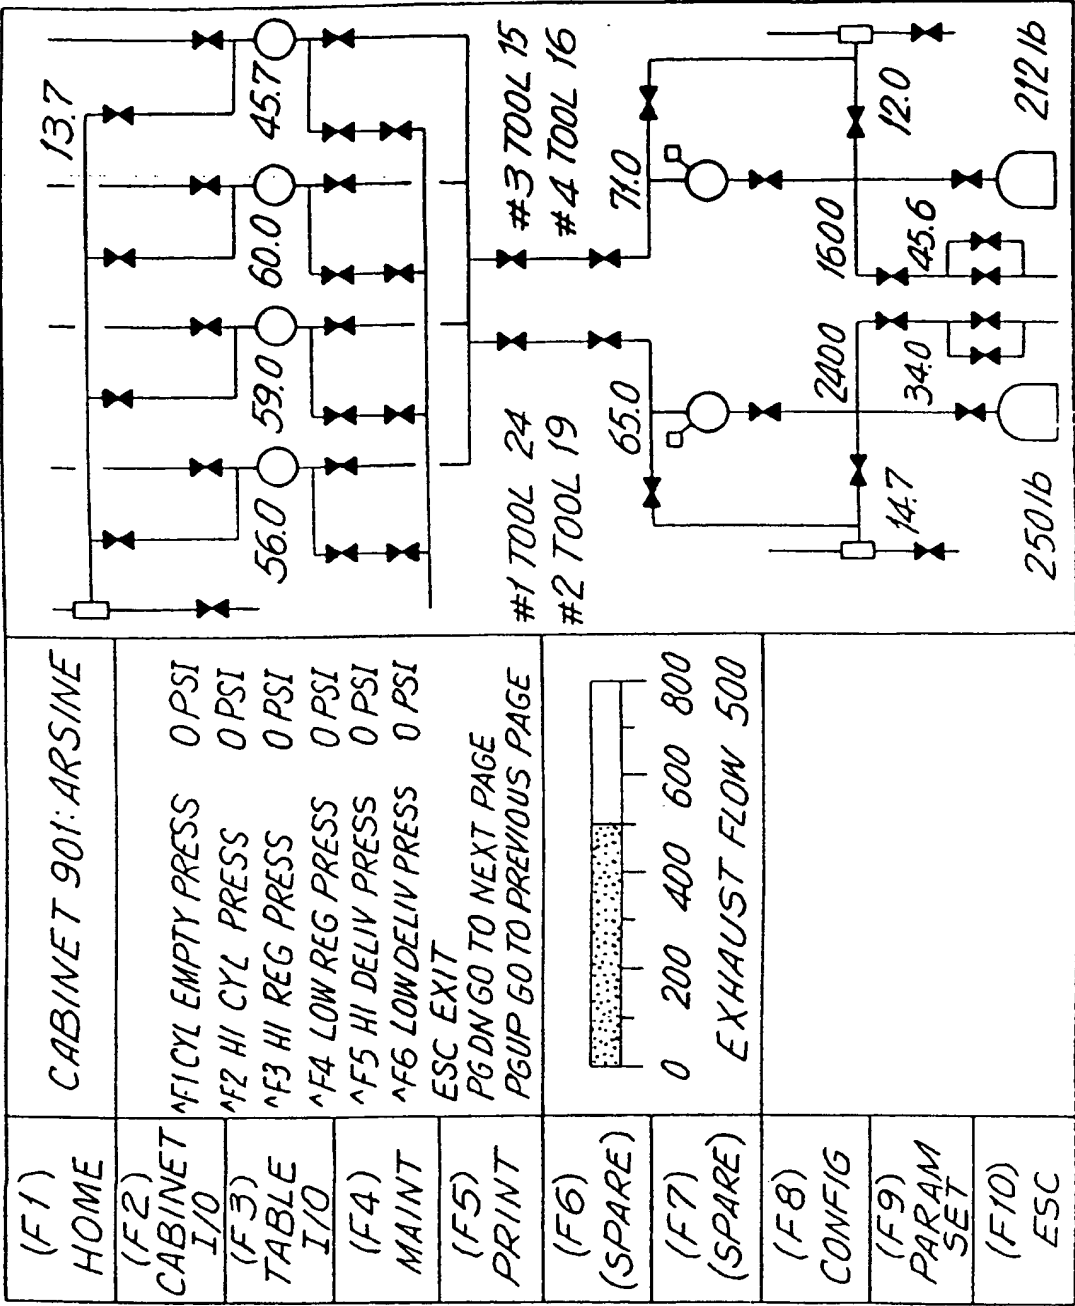 (F1)
HOME
(F2)
CABINET
I/O
(F3)
TABLE
I/O
(F4)
MAINT
(F5)
PRINT
(F6)
(SPARE)
(F7)
(SPARE)
(F8)
CONFIG
(F9)
PARAM
SET
(F10)
ESC
CABINET 901: ARSINE
^F1 CYL EMPTY PRESS 0 PSI
^F2 HI CYL PRESS 0 PSI
^F3 HI REG PRESS 0 PSI
^F4 LOW REG PRESS 0 PSI
^F5 HI DELIV PRESS 0 PSI
^F6 LOW DELIV PRESS 0 PSI
ESC EXIT
PG DN GO TO NEXT PAGE
PGUP GO TO PREVIOUS PAGE
0 200 400 600 800
EXHAUST FLOW 500
13.7
56.0 59.0 60.0 45.7
#1 TOOL 24 #3 TOOL 15
#2 TOOL 19 #4 TOOL 16
65.0 71.0
2400 1600
14.7 34.0 45.6 12.0
250 lb 212 lb